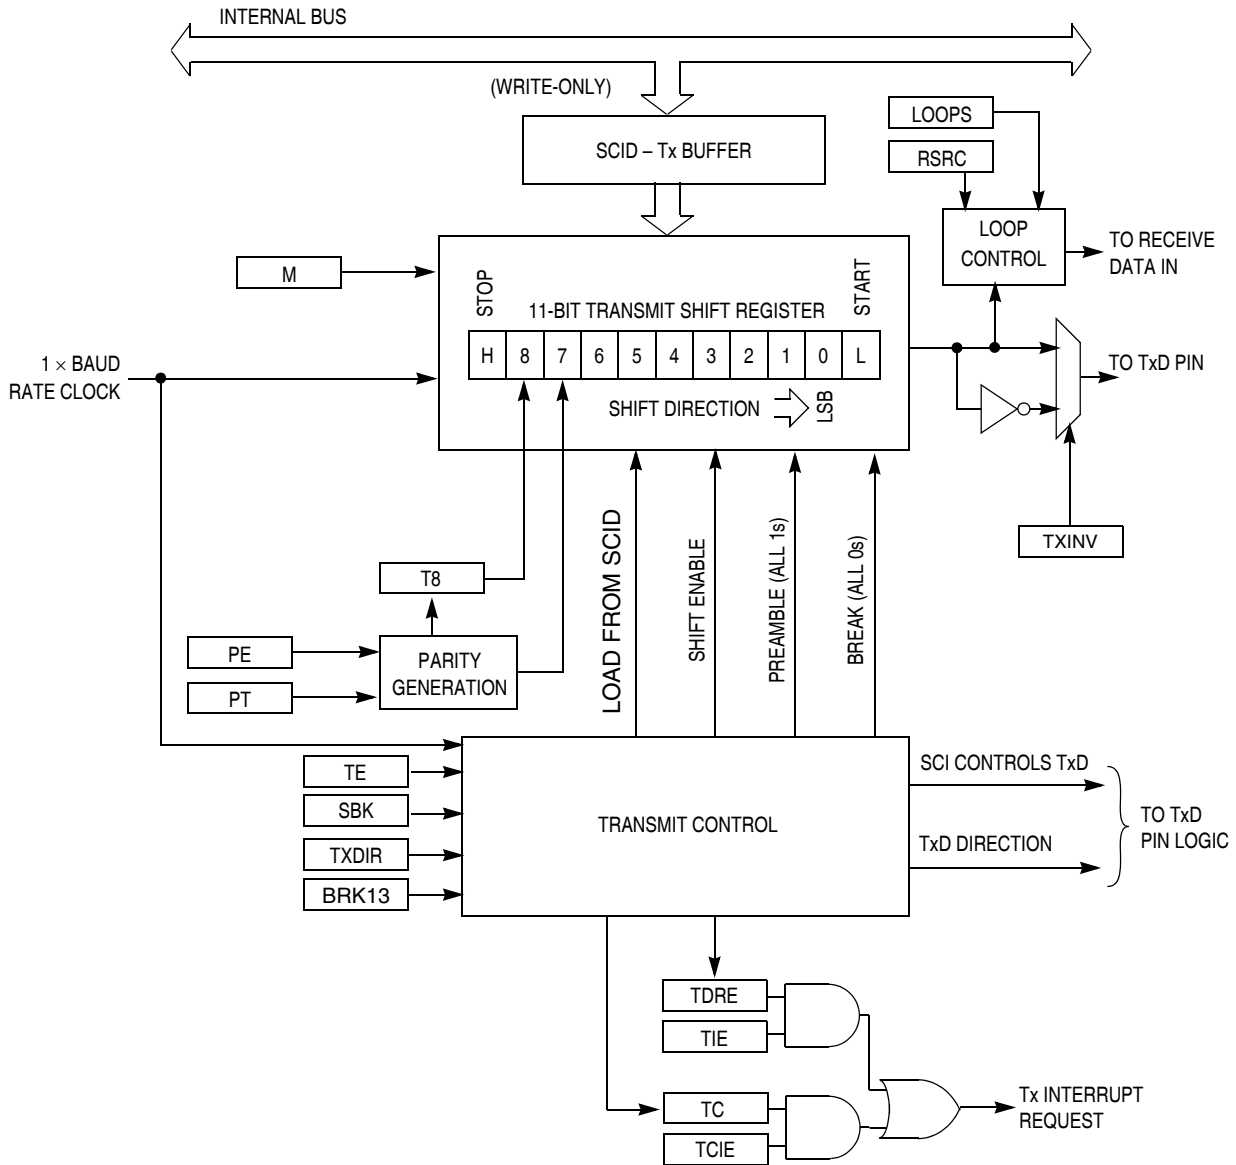 INTERNAL BUS
(WRITE-ONLY)
SCID – Tx BUFFER
LOOPS
RSRC
LOOP
CONTROL
TO RECEIVE
DATA IN
M
STOP
11-BIT TRANSMIT SHIFT REGISTER
START
H 8 7 6 5 4 3 2 1 0 L
SHIFT DIRECTION
LSB
1 × BAUD
RATE CLOCK
TO TxD PIN
TXINV
T8
PE
PT
PARITY
GENERATION
LOAD FROM SCID
SHIFT ENABLE
PREAMBLE (ALL 1s)
BREAK (ALL 0s)
TE
SBK
TXDIR
BRK13
TRANSMIT CONTROL
SCI CONTROLS TxD
TxD DIRECTION
TO TxD
PIN LOGIC
TDRE
TIE
TC
TCIE
Tx INTERRUPT
REQUEST